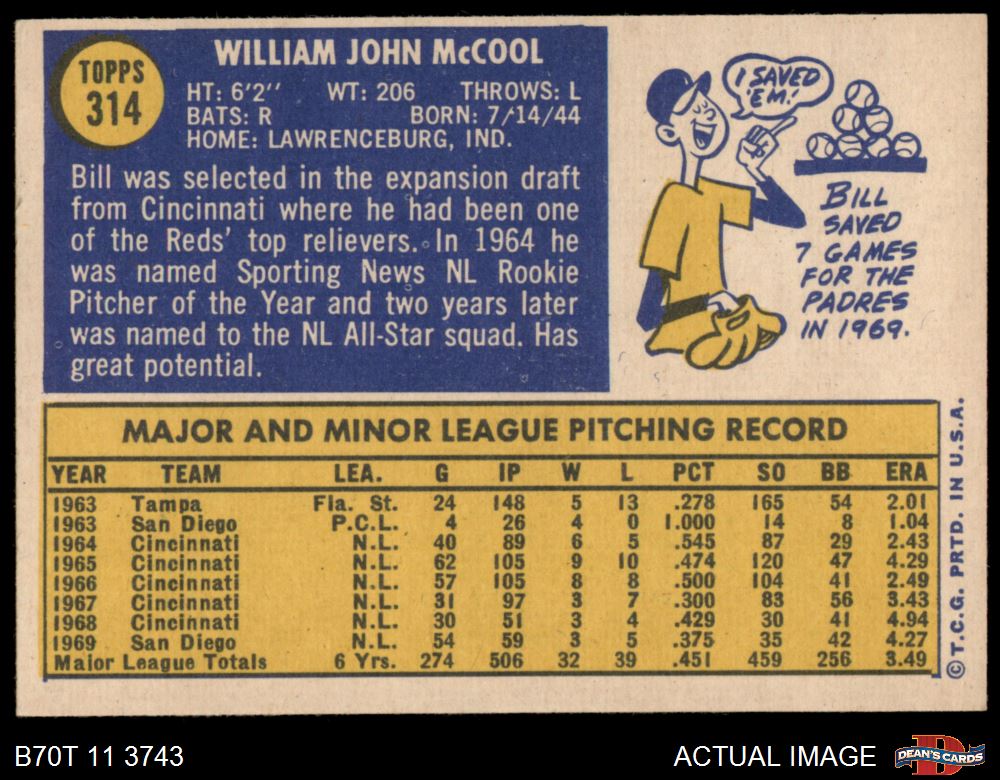 TOPPS
314
WILLIAM JOHN McCOOL
HT: 6'2'' WT: 206 THROWS: L
BATS: R BORN: 7/14/44
HOME: LAWRENCEBURG, IND.
Bill was selected in the expansion draft
from Cincinnati where he had been one
of the Reds' top relievers. In 1964 he
was named Sporting News NL Rookie
Pitcher of the Year and two years later
was named to the NL All-Star squad. Has
great potential.
I SAVED
'EM!
BILL
SAVED
7 GAMES
FOR THE
PADRES
IN 1969.
MAJOR AND MINOR LEAGUE PITCHING RECORD
YEAR TEAM LEA. G IP W L PCT SO BB ERA
1963 Tampa Fla. St. 24 148 5 13 .278 165 54 2.01
1963 San Diego P.C.L. 4 26 4 0 1.000 14 8 1.04
1964 Cincinnati N.L. 40 89 6 5 .545 87 29 2.43
1965 Cincinnati N.L. 62 105 9 10 .474 120 47 4.29
1966 Cincinnati N.L. 57 105 8 8 .500 104 41 2.49
1967 Cincinnati N.L. 31 97 3 7 .300 83 56 3.43
1968 Cincinnati N.L. 30 51 3 4 .429 30 41 4.94
1969 San Diego N.L. 54 59 3 5 .375 35 42 4.27
Major League Totals 6 Yrs. 274 506 32 39 .451 459 256 3.49
© T.C.G. PRTD. IN U.S.A.
B70T 11 3743
ACTUAL IMAGE
DEAN'S CARDS